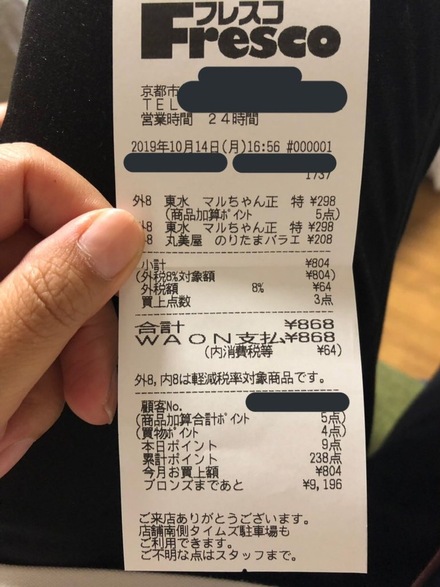 フレスコ
Fresco
京都市
TEL
営業時間 24時間
2019年10月14日(月)16:56 #000001
1737
外8 東水 マルちゃん正 特 ¥298
(商品加算ポイント 5点)
8 東水 マルちゃん正 特 ¥298
8 丸美屋 のりたまバラエ ¥208
小計 ¥804
(外税8%対象額 ¥804)
外税額 8% ¥64
買上点数 3点
合計 ¥868
WAON支払 ¥868
(内消費税等 ¥64)
外8,内8は軽減税率対象商品です。
顧客No.
(商品加算合計ポイント 5点)
(買物ポイント 4点)
本日ポイント 9点
累計ポイント 238点
今月お買上額 ¥804
ブロンズまであと ¥9,196
ご来店ありがとうございます。
店舗南側タイムズ駐車場も
ご利用できます。
ご不明な点はスタッフまで。